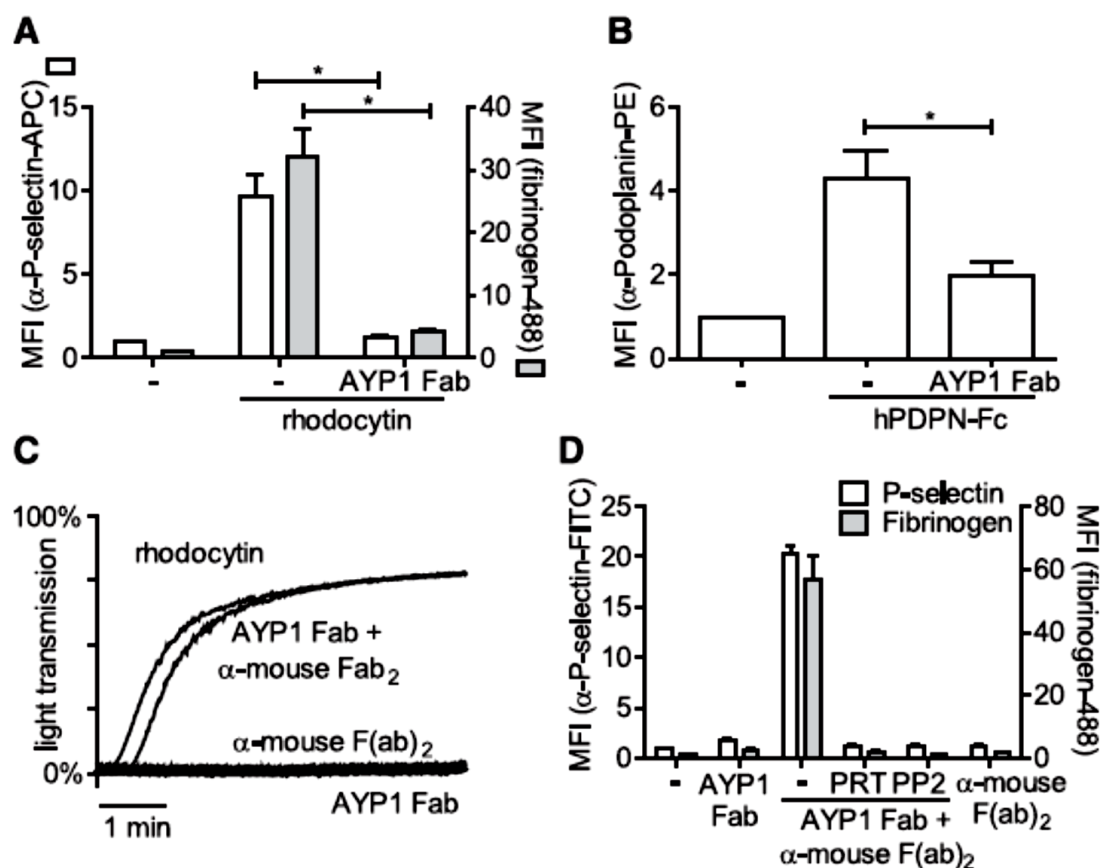 A
MFI (α-P-selectin-APC)
15
10
5
0
*
*
40
30
20
10
0
MFI (fibrinogen-488)
- - AYP1 Fab
rhodocytin
B
MFI (α-Podoplanin-PE)
6
4
2
0
*
- - AYP1 Fab
hPDPN-Fc
C
light transmission
100%
0%
rhodocytin
AYP1 Fab +
α-mouse Fab2
α-mouse F(ab)2
AYP1 Fab
1 min
D
MFI (α-P-selectin-FITC)
25
20
15
10
5
0
P-selectin
Fibrinogen
80
60
40
20
0
MFI (fibrinogen-488)
- AYP1 - PRT PP2 α-mouse
Fab F(ab)2
AYP1 Fab +
α-mouse F(ab)2